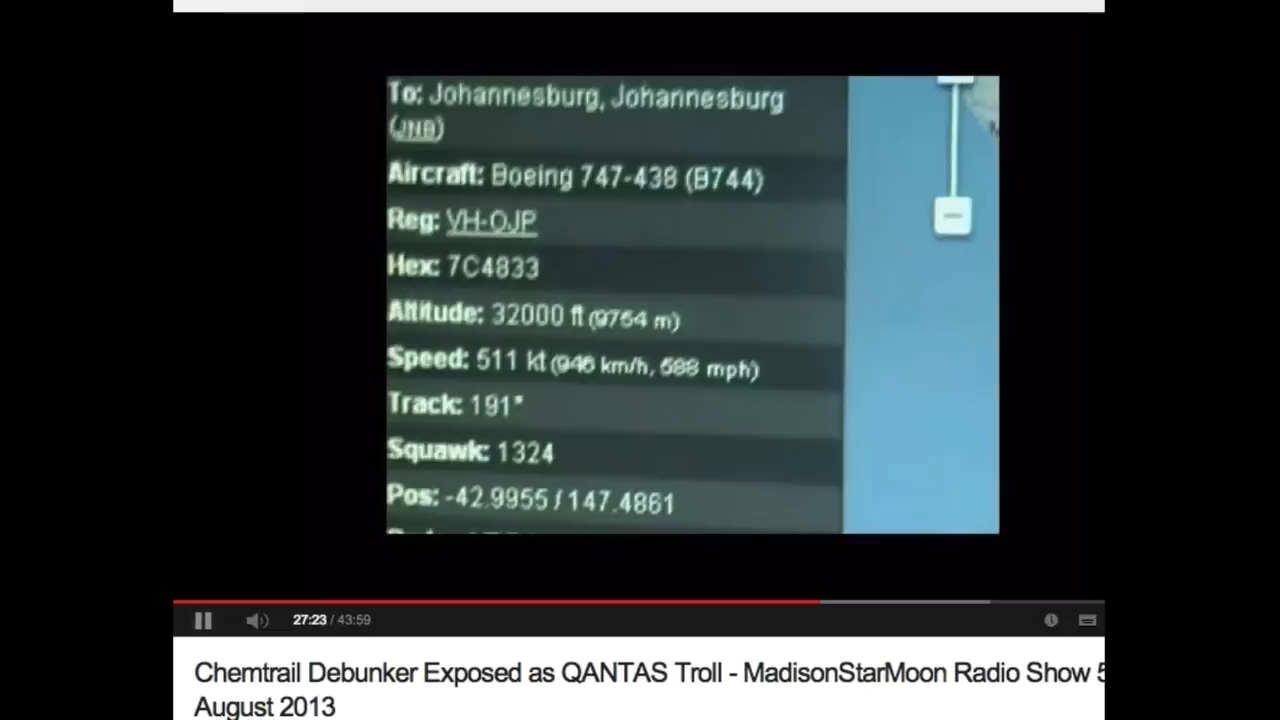 To: Johannesburg, Johannesburg
(JNB)
Aircraft: Boeing 747-438 (B744)
Reg: VH-OJP
Hex: 7C4833
Altitude: 32000 ft (9754 m)
Speed: 511 kt (946 km/h, 588 mph)
Track: 191°
Squawk: 1324
Pos: -42.9955 / 147.4861
27:23 / 43:59
Chemtrail Debunker Exposed as QANTAS Troll - MadisonStarMoon Radio Show 5
August 2013